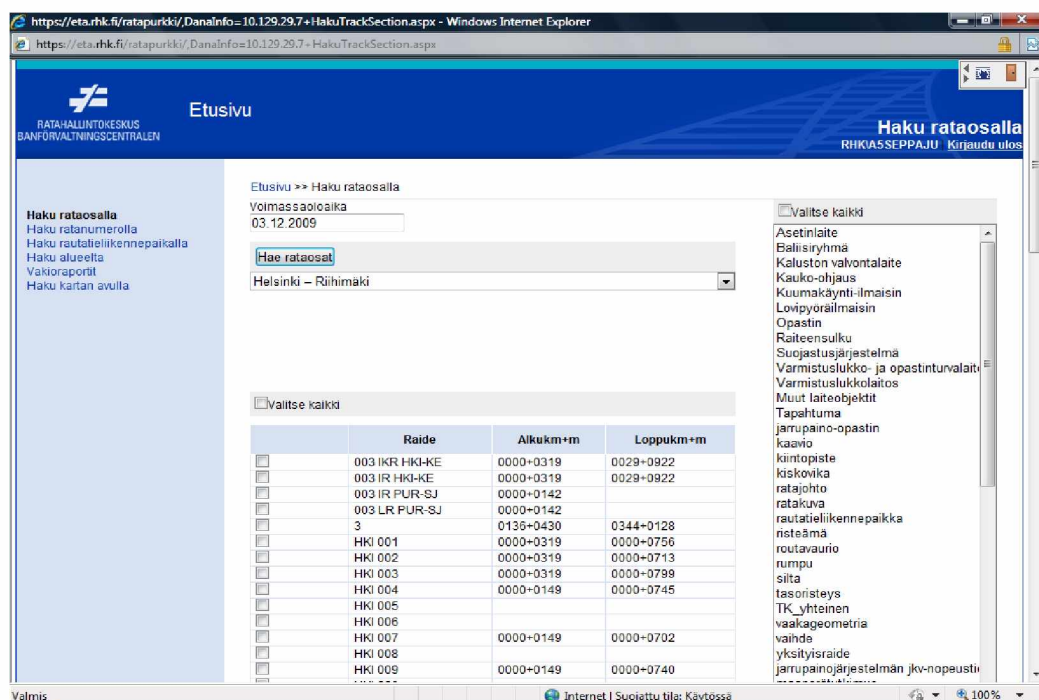 https://eta.rhk.fi/ratapurkki/,DanaInfo=10.129.29.7+HakuTrackSection.aspx - Windows Internet Explorer
https://eta.rhk.fi/ratapurkki/,DanaInfo=10.129.29.7+HakuTrackSection.aspx
RATAHALLINTOKESKUS
BANFÖRVALTNINGSCENTRALEN
Etusivu
Haku rataosalla
RHK\A5SEPPAJU Kirjaudu ulos
Haku rataosalla
Haku ratanumerolla
Haku rautatieliikennepaikalla
Haku alueelta
Vakioraportit
Haku kartan avulla
Etusivu >> Haku rataosalla
Voimassaoloaika
03.12.2009
Hae rataosat
Helsinki – Riihimäki
Valitse kaikki
Raide Alkukm+m Loppukm+m
003 IKR HKI-KE 0000+0319 0029+0922
003 IR HKI-KE 0000+0319 0029+0922
003 IR PUR-SJ 0000+0142
003 LR PUR-SJ 0000+0142
3 0136+0430 0344+0128
HKI 001 0000+0319 0000+0756
HKI 002 0000+0319 0000+0713
HKI 003 0000+0319 0000+0799
HKI 004 0000+0149 0000+0745
HKI 005
HKI 006
HKI 007 0000+0149 0000+0702
HKI 008
HKI 009 0000+0149 0000+0740
Valitse kaikki
Asetinlaite
Baliisiryhmä
Kaluston valvontalaite
Kauko-ohjaus
Kuumakäynti-ilmaisin
Lovipyöräilmaisin
Opastin
Raiteensulku
Suojastusjärjestelmä
Varmistuslukko- ja opastinturvalait
Varmistuslukkolaitos
Muut laiteobjektit
Tapahtuma
jarrupaino-opastin
kaavio
kiintopiste
kiskovika
ratajohto
ratakuva
rautatieliikennepaikka
risteämä
routavaurio
rumpu
silta
tasoristeys
TK_yhteinen
vaakageometria
vaihde
yksityisraide
jarrupainojärjestelmän jkv-nopeusti
Valmis
Internet | Suojattu tila: Käytössä
100%